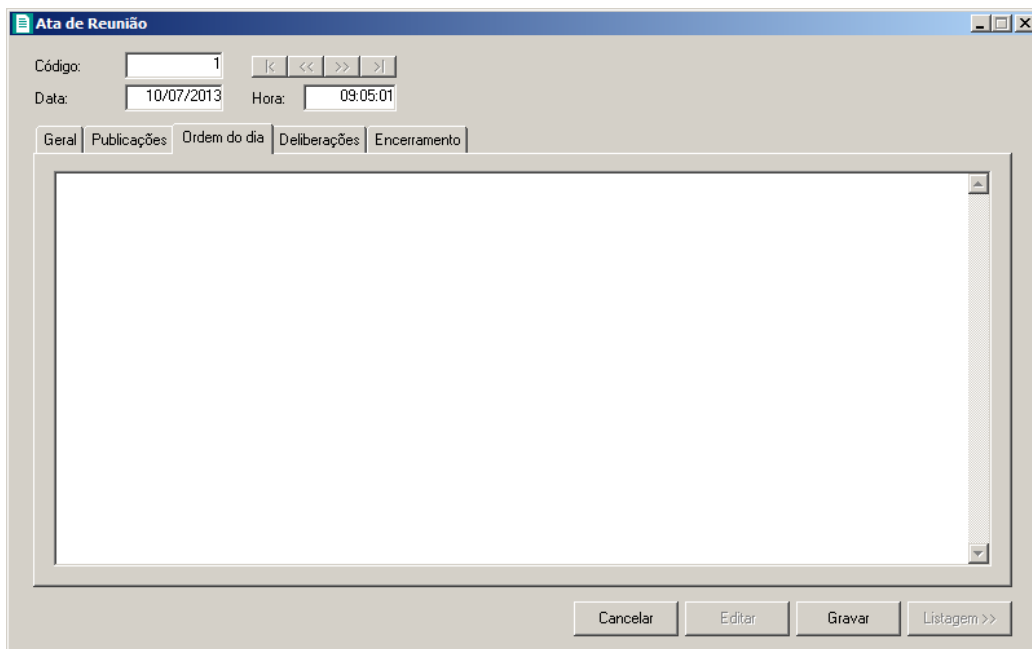 Ata de Reunião
Código: 1 |< << >> >|
Data: 10/07/2013 Hora: 09:05:01
Geral Publicações Ordem do dia Deliberações Encerramento
Cancelar Editar Gravar Listagem >>